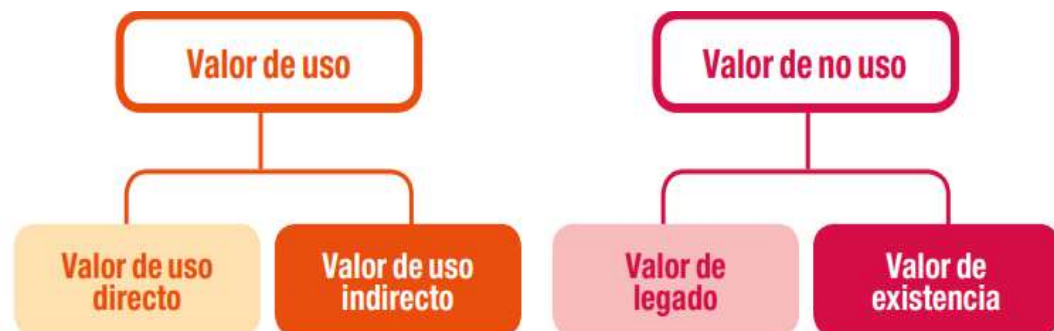 Valor de uso
Valor de no uso
Valor de uso
directo
Valor de uso
indirecto
Valor de
legado
Valor de
existencia